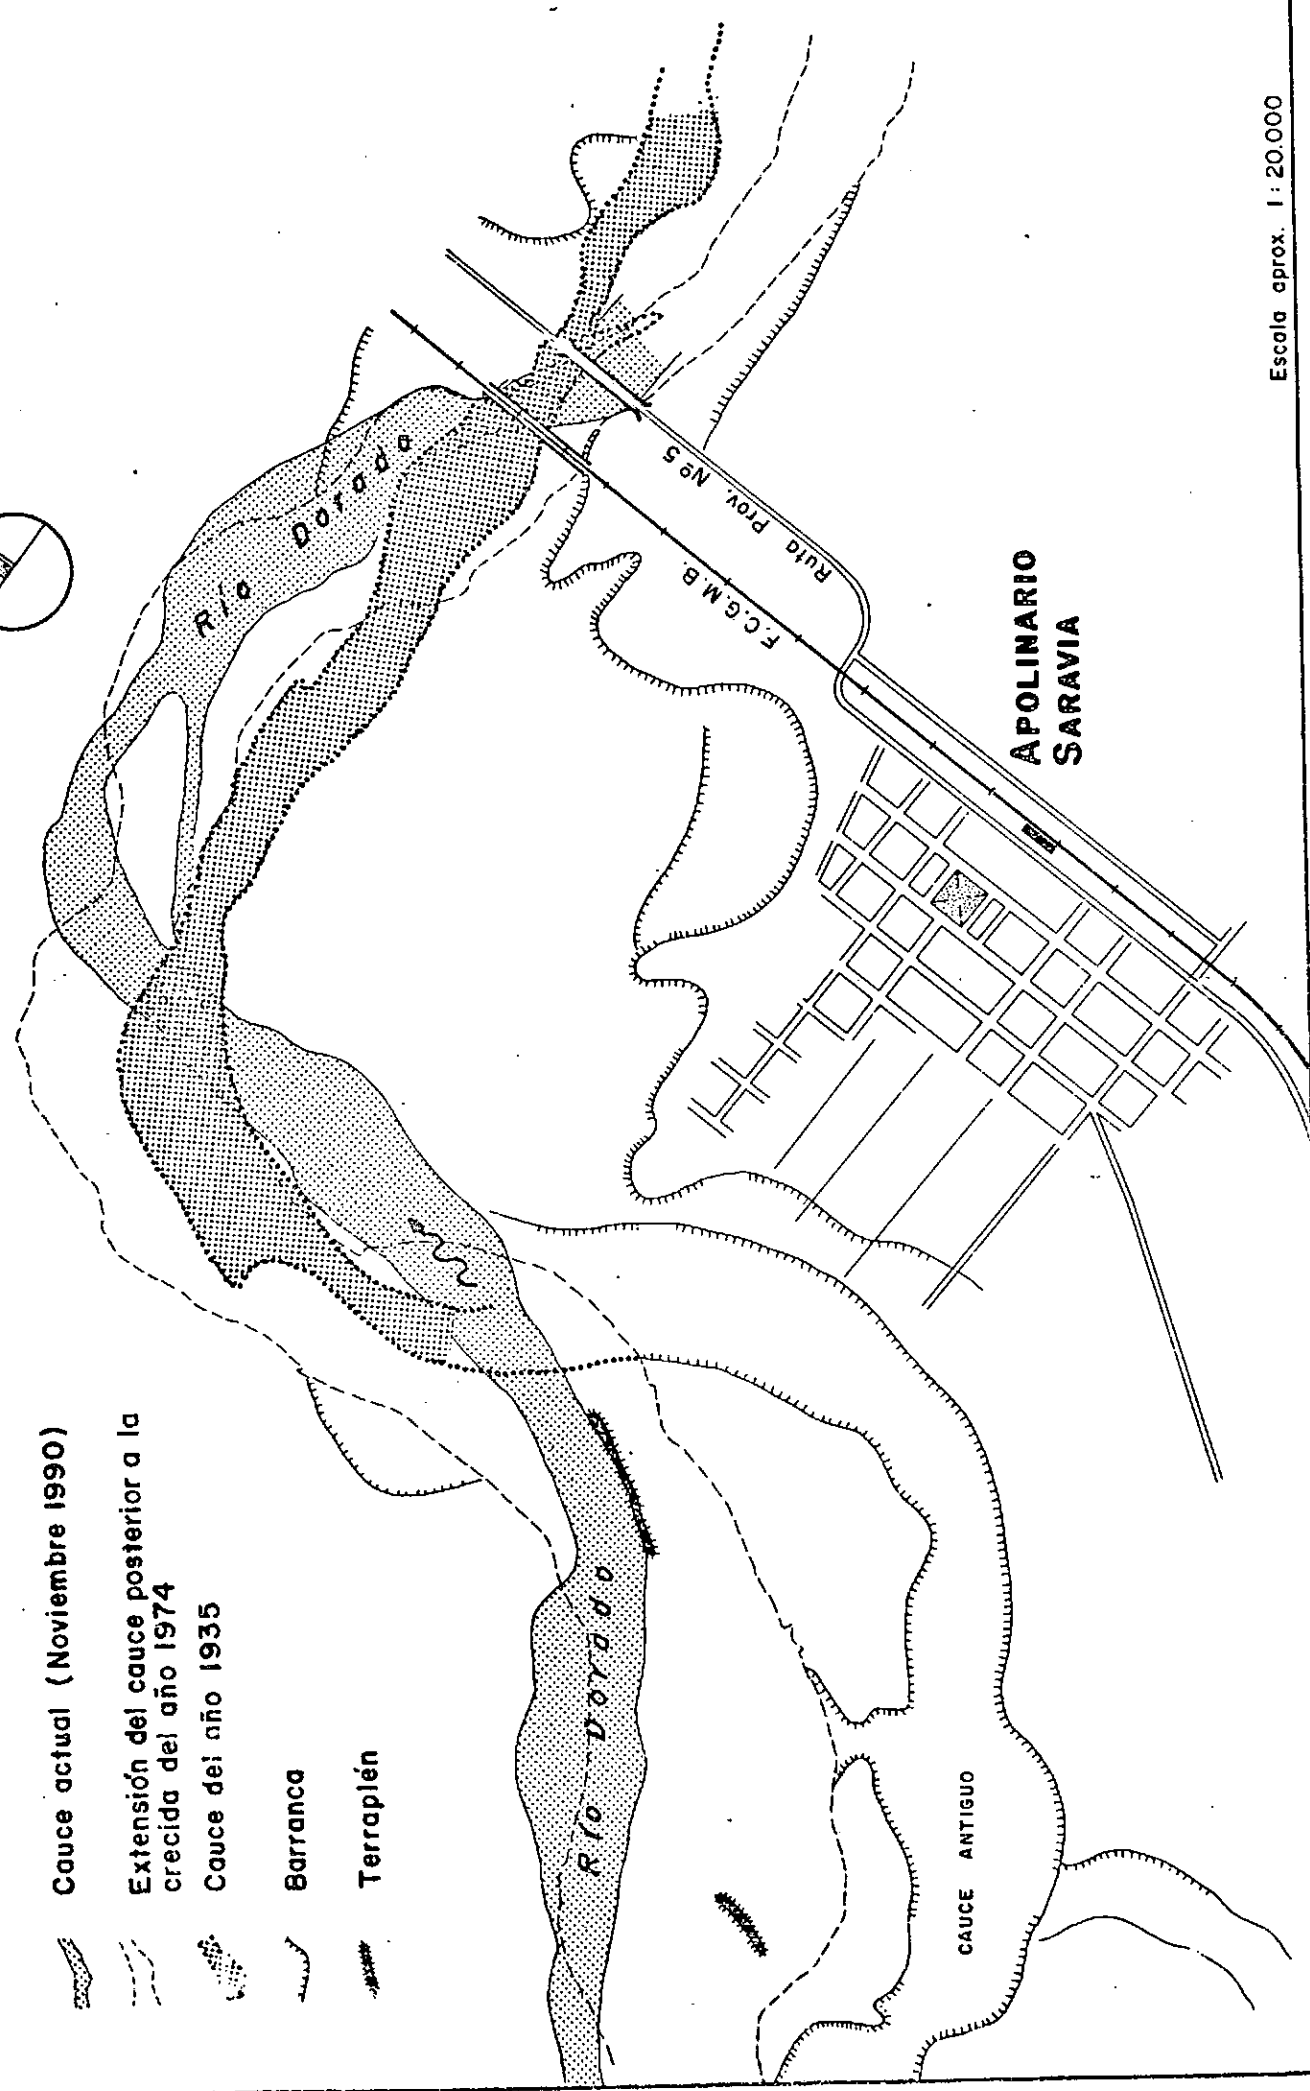 Cauce actual (Noviembre 1990)
Extensión del cauce posterior a la
crecida del año 1974
Cauce del año 1935
Barranca
Terraplén
Río Dorado
Río Dorado
F.C.G.M.B.
Ruta Prov. Nº 5
APOLINARIO
SARAVIA
CAUCE ANTIGUO
Escala aprox. 1:20.000